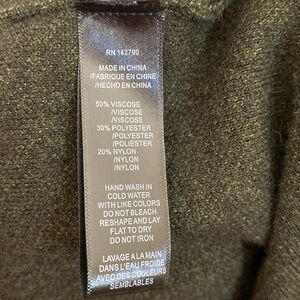 RN 142790
MADE IN CHINA
/FABRIQUE EN CHINE
/HECHO EN CHINA
50% VISCOSE
/VISCOSE
/VISCOSE
30% POLYESTER
/POLYESTER
/POLIESTER
20% NYLON
/NYLON
/NYLON
HAND WASH IN
COLD WATER
WITH LIKE COLORS
DO NOT BLEACH
RESHAPE AND LAY
FLAT TO DRY
DO NOT IRON
LAVAGE A LA MAIN
DANS L'EAU FROIDE
AVEC DES COULEURS
SEMBLABLES